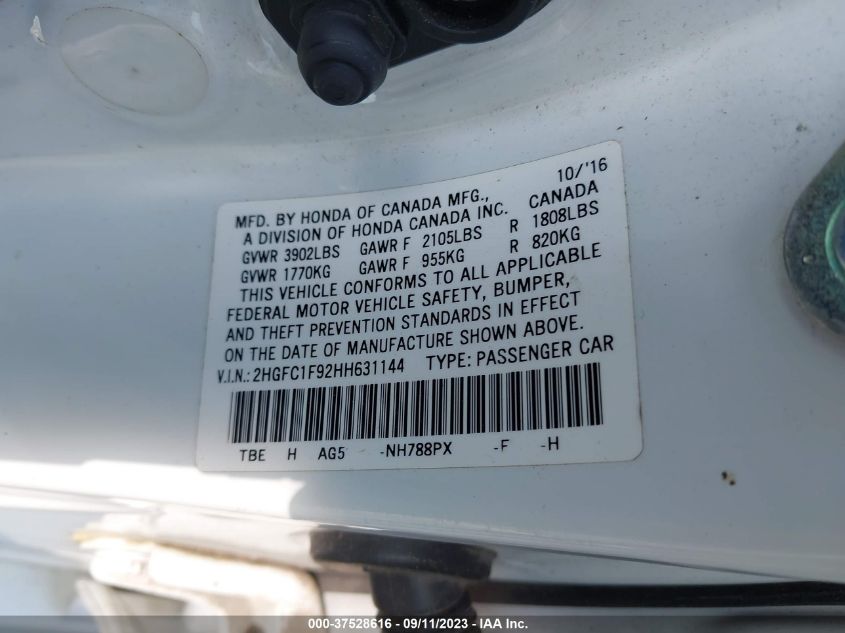 10/'16
MFD. BY HONDA OF CANADA MFG., CANADA
A DIVISION OF HONDA CANADA INC.
GVWR 3902LBS GAWR F 2105LBS R 1808LBS
GVWR 1770KG GAWR F 955KG R 820KG
THIS VEHICLE CONFORMS TO ALL APPLICABLE
FEDERAL MOTOR VEHICLE SAFETY, BUMPER,
AND THEFT PREVENTION STANDARDS IN EFFECT
ON THE DATE OF MANUFACTURE SHOWN ABOVE.
V.I.N.: 2HGFC1F92HH631144 TYPE: PASSENGER CAR
TBE H AG5 -NH788PX -F -H
000-37528616 - 09/11/2023 - IAA Inc.